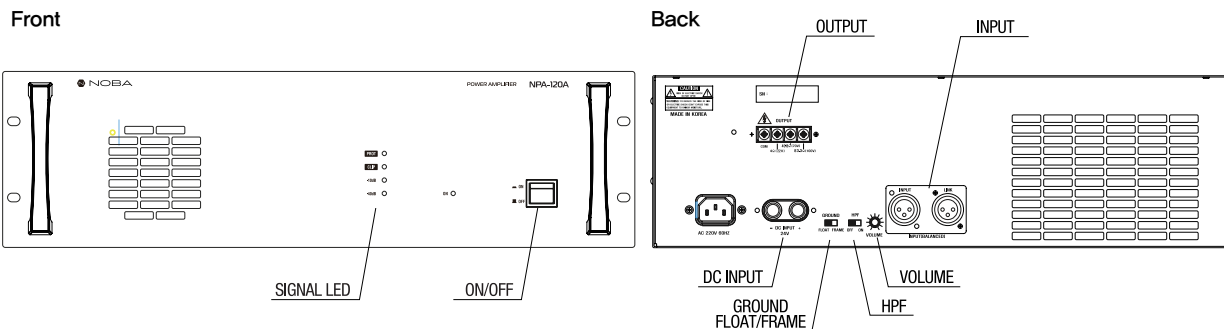 Front
NOBA
POWER AMPLIFIER NPA-120A
PROT
CLIP
ON
ON
OFF
SIGNAL LED
ON/OFF
Back
OUTPUT
INPUT
CAUTION
MADE IN KOREA
SN :
OUTPUT
COM
INPUT
LINK
AC 220V 60HZ
- DC INPUT +
24V
GROUND
FLOAT FRAME
HPF
OFF ON
VOLUME
INPUT(BALANCED)
DC INPUT
GROUND
FLOAT/FRAME
HPF
VOLUME